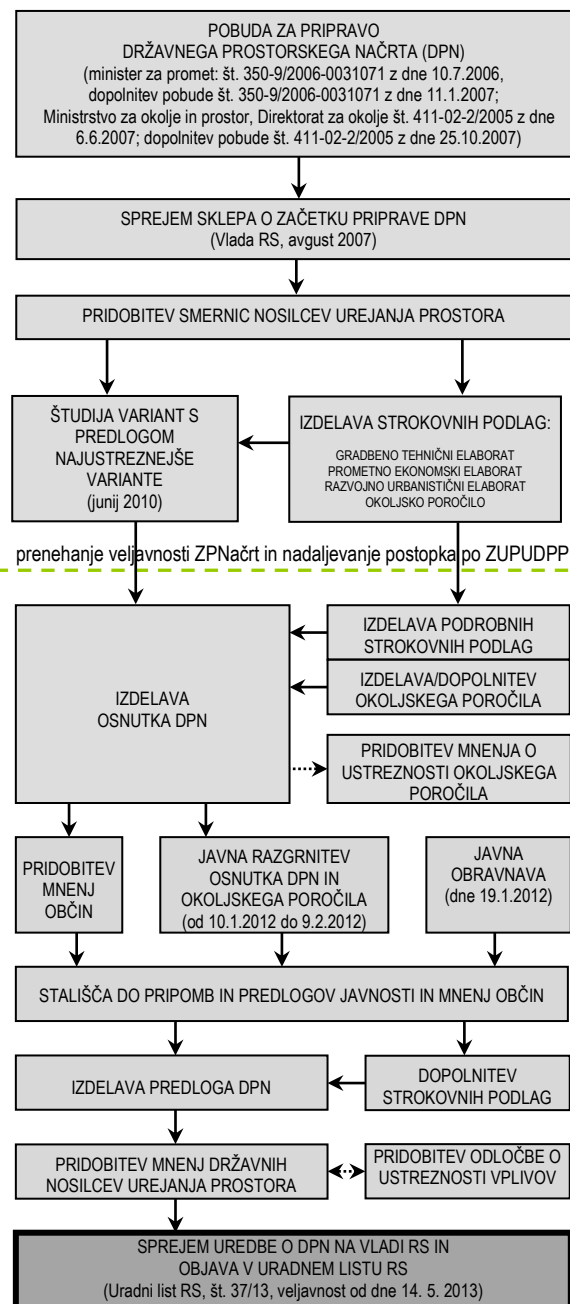 POBUDA ZA PRIPRAVO
DRŽAVNEGA PROSTORSKEGA NAČRTA (DPN)
(minister za promet: št. 350-9/2006-0031071 z dne 10.7.2006,
dopolnitev pobude št. 350-9/2006-0031071 z dne 11.1.2007;
Ministrstvo za okolje in prostor, Direktorat za okolje št. 411-02-2/2005 z dne
6.6.2007; dopolnitev pobude št. 411-02-2/2005 z dne 25.10.2007)
SPREJEM SKLEPA O ZAČETKU PRIPRAVE DPN
(Vlada RS, avgust 2007)
PRIDOBITEV SMERNIC NOSILCEV UREJANJA PROSTORA
ŠTUDIJA VARIANT S
PREDLOGOM
NAJUSTREZNEJŠE
VARIANTE
(junij 2010)
IZDELAVA STROKOVNIH PODLAG:
GRADBENO TEHNIČNI ELABORAT
PROMETNO EKONOMSKI ELABORAT
RAZVOJNO URBANISTIČNI ELABORAT
OKOLJSKO POROČILO
prenehanje veljavnosti ZPNačrt in nadaljevanje postopka po ZUPUDPP
IZDELAVA
OSNUTKA DPN
IZDELAVA PODROBNIH
STROKOVNIH PODLAG
IZDELAVA/DOPOLNITEV
OKOLJSKEGA POROČILA
PRIDOBITEV MNENJA O
USTREZNOSTI OKOLJSKEGA
POROČILA
PRIDOBITEV
MNENJ
OBČIN
JAVNA RAZGRNITEV
OSNUTKA DPN IN
OKOLJSKEGA POROČILA
(od 10.1.2012 do 9.2.2012)
JAVNA
OBRAVNAVA
(dne 19.1.2012)
STALIŠČA DO PRIPOMB IN PREDLOGOV JAVNOSTI IN MNENJ OBČIN
IZDELAVA PREDLOGA DPN
DOPOLNITEV
STROKOVNIH PODLAG
PRIDOBITEV MNENJ DRŽAVNIH
NOSILCEV UREJANJA PROSTORA
PRIDOBITEV ODLOČBE O
USTREZNOSTI VPLIVOV
SPREJEM UREDBE O DPN NA VLADI RS IN
OBJAVA V URADNEM LISTU RS
(Uradni list RS, št. 37/13, veljavnost od dne 14. 5. 2013)